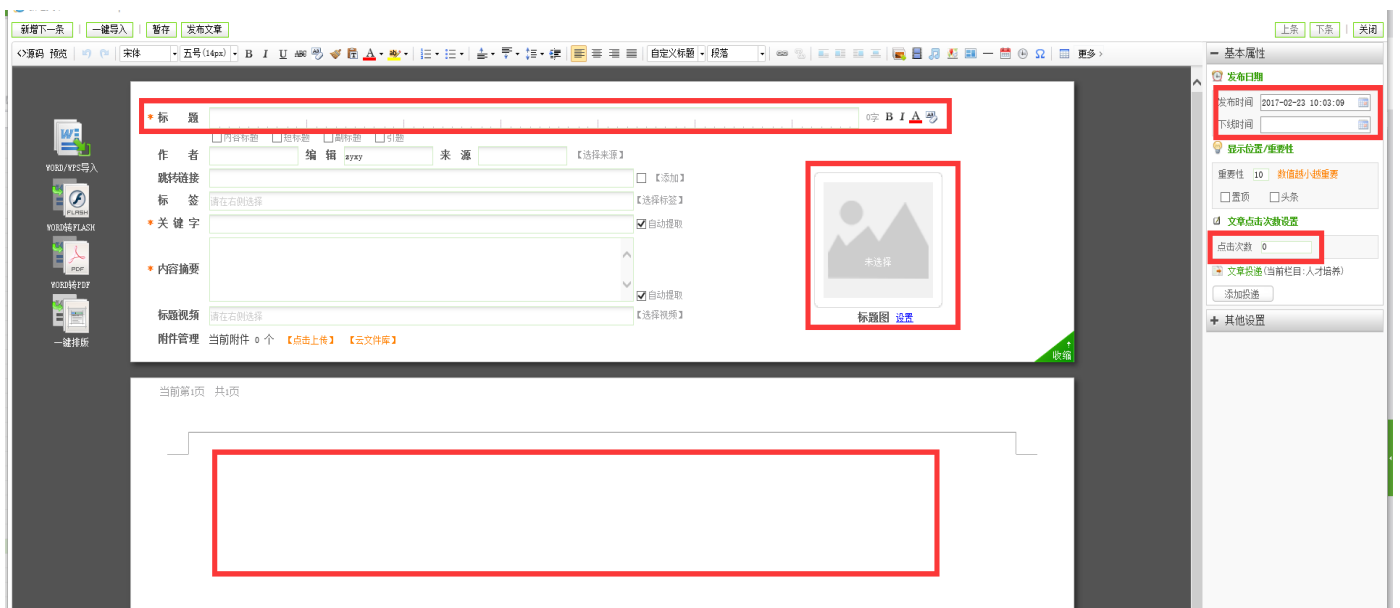 新增下一条 一键导入 暂存 发布文章 上条 下条 关闭
<>源码 预览 宋体 五号(14px) B I U ABC A 自定义标题 段落 Ω 更多
基本属性
发布日期
发布时间 2017-02-23 10:03:09
下线时间
显示位置/重要性
重要性 10 数值越小越重要
置顶 头条
文章点击次数设置
点击次数 0
文章投递(当前栏目:人才培养)
添加投递
其他设置
WORD/WPS导入
FLASH
WORD转FLASH
PDF
WORD转PDF
一键排版
*标 题 0字 B I A
内容标题 短标题 副标题 引题
作 者 编 辑 zyxy 来 源 【选择来源】
跳转链接 【添加】
标 签 请在右侧选择 【选择标签】
*关 键 字 自动提取
*内容摘要
自动提取
标题视频 请在右侧选择 【选择视频】
附件管理 当前附件 0 个 【点击上传】 【云文件库】
未选择
标题图 设置
收缩
当前第1页 共1页